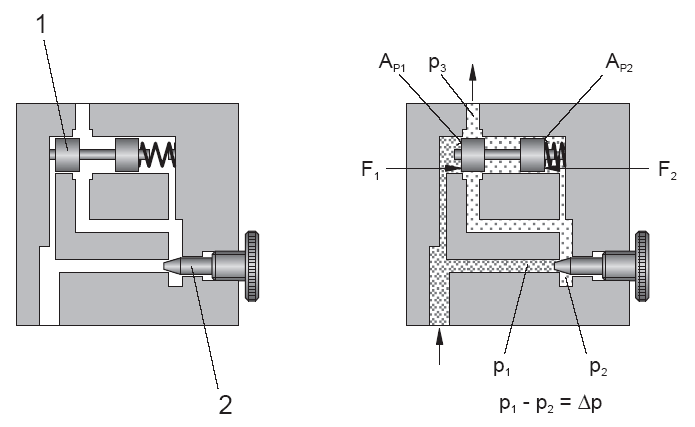 1
2
A_P1
p_3
A_P2
F_1
F_2
p_1
p_2
p_1 - p_2 = Δp